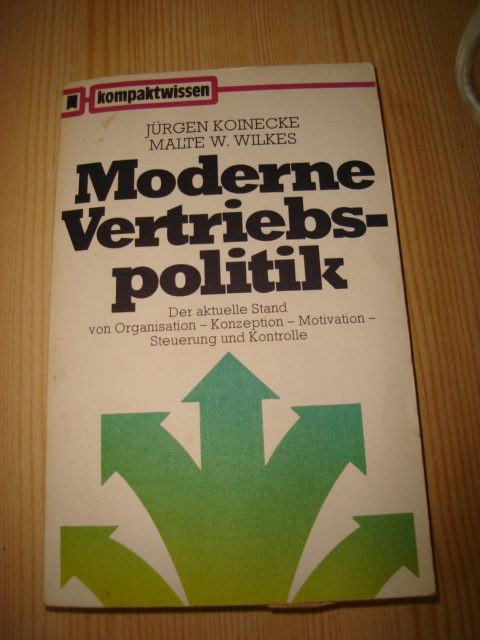 kompaktwissen
JÜRGEN KOINECKE
MALTE W. WILKES
Moderne
Vertriebs-
politik
Der aktuelle Stand
von Organisation – Konzeption – Motivation –
Steuerung und Kontrolle